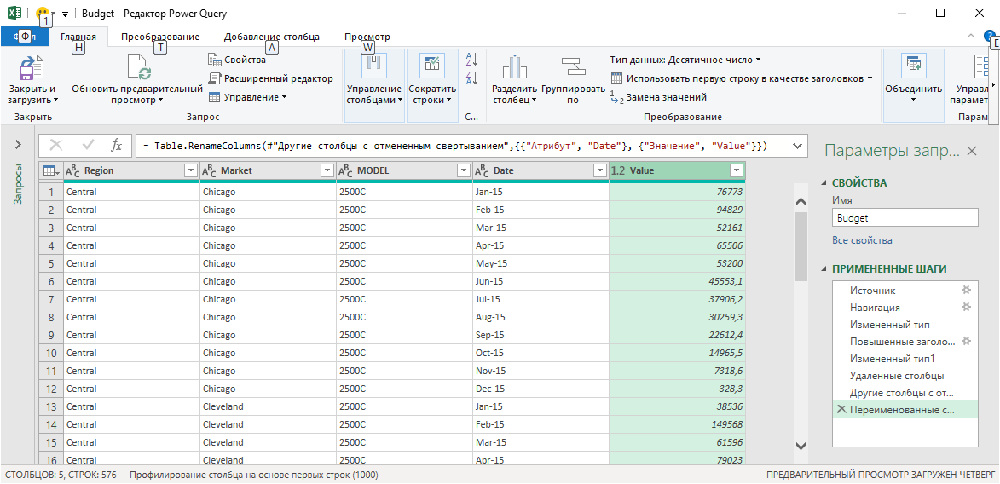 1
Budget - Редактор Power Query
Ф
Главная
Преобразование
Добавление столбца
Просмотр
?
H
T
A
W
E
Закрыть и
загрузить
Обновить предварительный
просмотр
Свойства
Расширенный редактор
Управление
Управление
столбцами
Сократить
строки
A
Z
Z
A
Разделить
столбец
Группировать
по
Тип данных: Десятичное число
Использовать первую строку в качестве заголовков
1
2
Замена значений
Объединить
Управл
парамет
Закрыть
Запрос
С...
Преобразование
Парам
Запросы
fx
= Table.RenameColumns(#"Другие столбцы с отмененным свертыванием",{{"Атрибут", "Date"}, {"Значение", "Value"}})
ABC Region ABC Market ABC MODEL ABC Date 1.2 Value
1 Central Chicago 2500C Jan-15 76773
2 Central Chicago 2500C Feb-15 94829
3 Central Chicago 2500C Mar-15 52161
4 Central Chicago 2500C Apr-15 65506
5 Central Chicago 2500C May-15 53200
6 Central Chicago 2500C Jun-15 45553,1
7 Central Chicago 2500C Jul-15 37906,2
8 Central Chicago 2500C Aug-15 30259,3
9 Central Chicago 2500C Sep-15 22612,4
10 Central Chicago 2500C Oct-15 14965,5
11 Central Chicago 2500C Nov-15 7318,6
12 Central Chicago 2500C Dec-15 328,3
13 Central Cleveland 2500C Jan-15 38536
14 Central Cleveland 2500C Feb-15 149568
15 Central Cleveland 2500C Mar-15 61596
16 Central Cleveland 2500C Apr-15 79023
Параметры запр...
СВОЙСТВА
Имя
Budget
Все свойства
ПРИМЕНЕННЫЕ ШАГИ
Источник
Навигация
Измененный тип
Повышенные заголо...
Измененный тип1
Удаленные столбцы
Другие столбцы с от...
Переименованные с...
СТОЛБЦОВ: 5, СТРОК: 576
Профилирование столбца на основе первых строк (1000)
ПРЕДВАРИТЕЛЬНЫЙ ПРОСМОТР ЗАГРУЖЕН ЧЕТВЕРГ